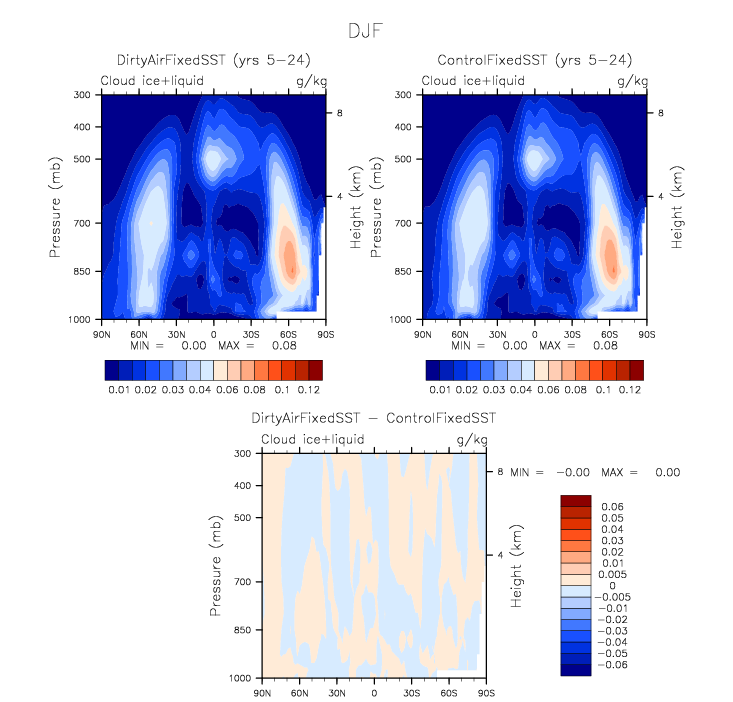 DJF
DirtyAirFixedSST (yrs 5−24)
Cloud ice+liquid g/kg
300
400
500
700
850
1000
Pressure (mb)
8
4
Height (km)
90N 60N 30N 0 30S 60S 90S
MIN = 0.00 MAX = 0.08
0.01 0.02 0.03 0.04 0.06 0.08 0.1 0.12
ControlFixedSST (yrs 5−24)
Cloud ice+liquid g/kg
300
400
500
700
850
1000
Pressure (mb)
8
4
Height (km)
90N 60N 30N 0 30S 60S 90S
MIN = 0.00 MAX = 0.08
0.01 0.02 0.03 0.04 0.06 0.08 0.1 0.12
DirtyAirFixedSST − ControlFixedSST
Cloud ice+liquid g/kg
300
400
500
700
850
1000
Pressure (mb)
8
4
Height (km)
90N 60N 30N 0 30S 60S 90S
MIN = −0.00 MAX = 0.00
0.06
0.05
0.04
0.03
0.02
0.01
0.005
0
−0.005
−0.01
−0.02
−0.03
−0.04
−0.05
−0.06